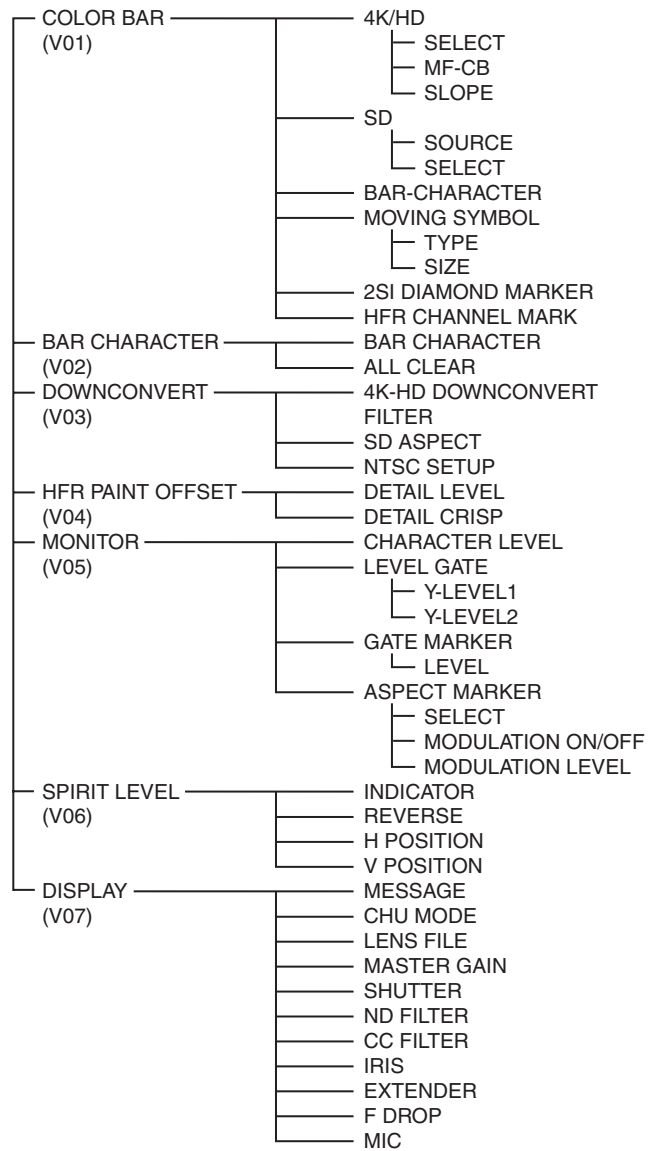 COLOR BAR
(V01)
4K/HD
SELECT
MF-CB
SLOPE
SD
SOURCE
SELECT
BAR-CHARACTER
MOVING SYMBOL
TYPE
SIZE
2SI DIAMOND MARKER
HFR CHANNEL MARK
BAR CHARACTER
(V02)
BAR CHARACTER
ALL CLEAR
DOWNCONVERT
(V03)
4K-HD DOWNCONVERT
FILTER
SD ASPECT
NTSC SETUP
HFR PAINT OFFSET
(V04)
DETAIL LEVEL
DETAIL CRISP
MONITOR
(V05)
CHARACTER LEVEL
LEVEL GATE
Y-LEVEL1
Y-LEVEL2
GATE MARKER
LEVEL
ASPECT MARKER
SELECT
MODULATION ON/OFF
MODULATION LEVEL
SPIRIT LEVEL
(V06)
INDICATOR
REVERSE
H POSITION
V POSITION
DISPLAY
(V07)
MESSAGE
CHU MODE
LENS FILE
MASTER GAIN
SHUTTER
ND FILTER
CC FILTER
IRIS
EXTENDER
F DROP
MIC